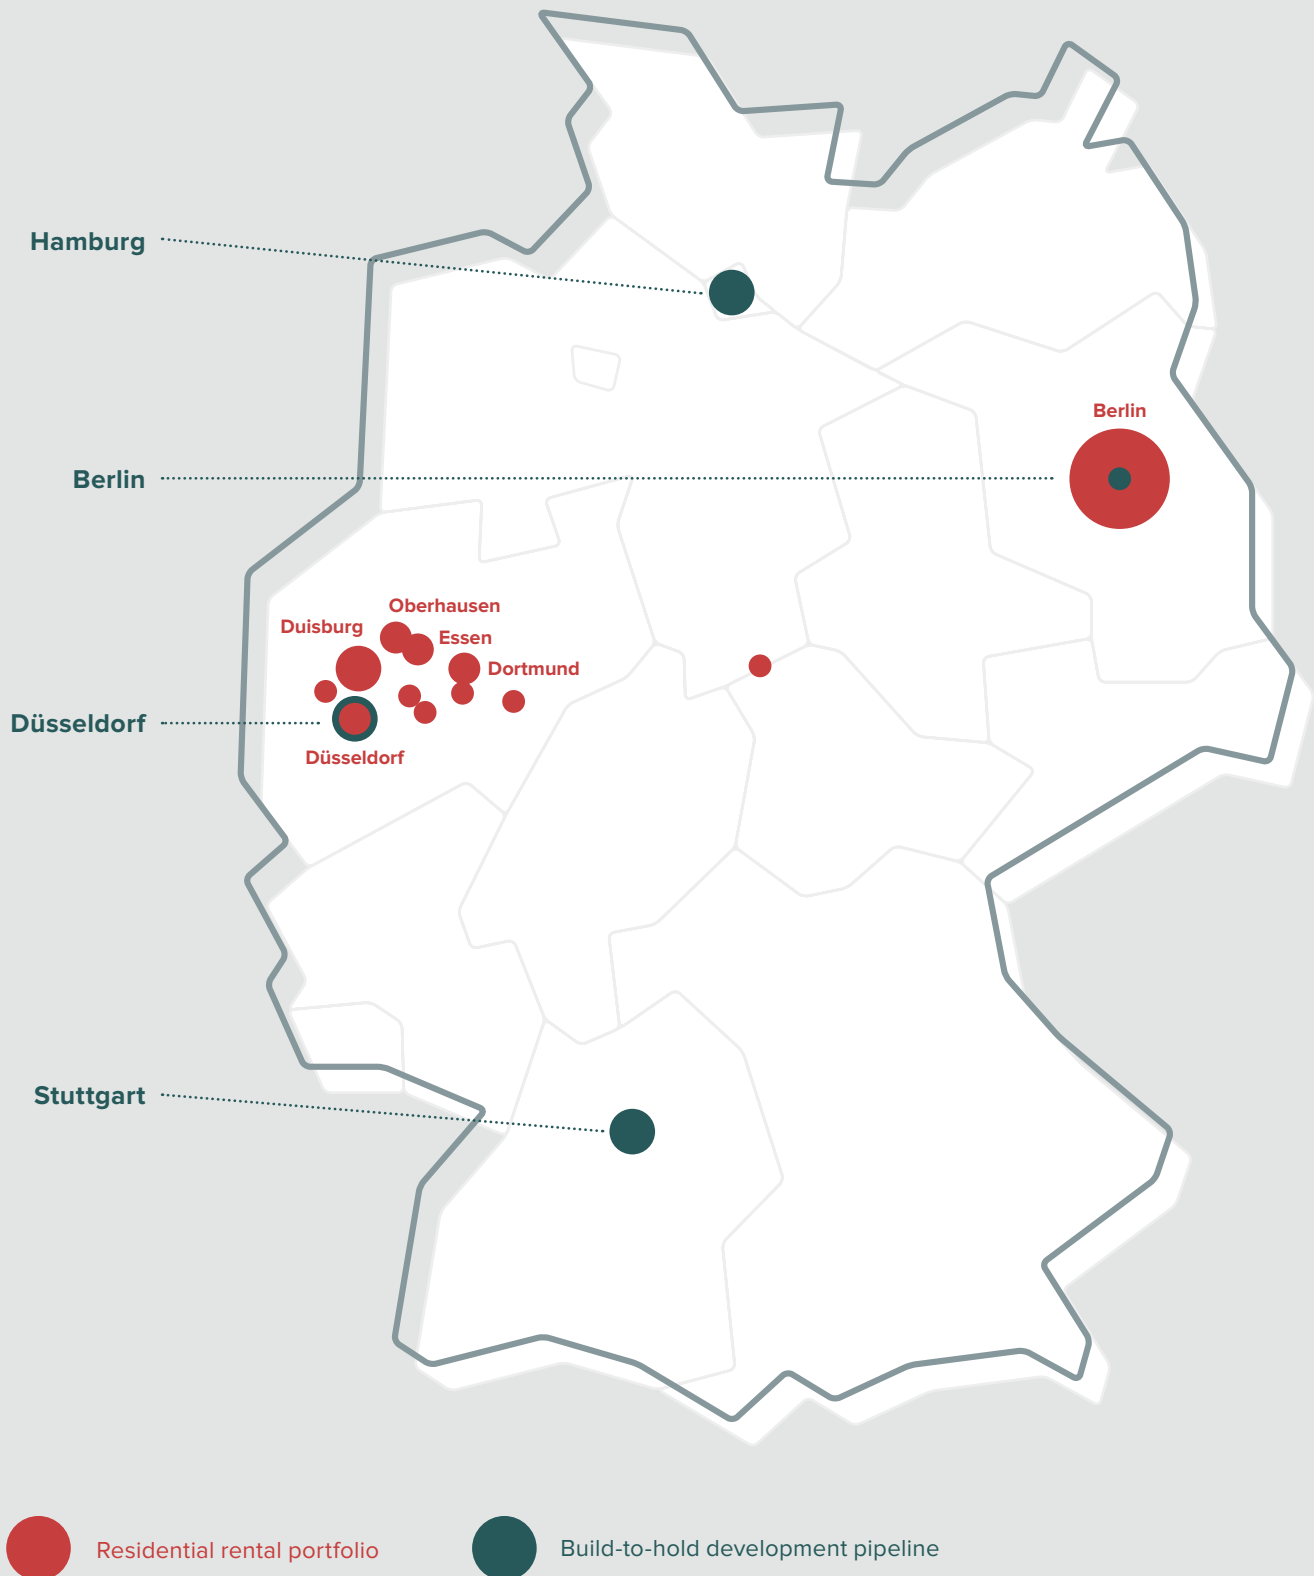 Hamburg
Berlin
Berlin
Oberhausen
Duisburg
Essen
Dortmund
Düsseldorf
Düsseldorf
Stuttgart
Residential rental portfolio
Build-to-hold development pipeline